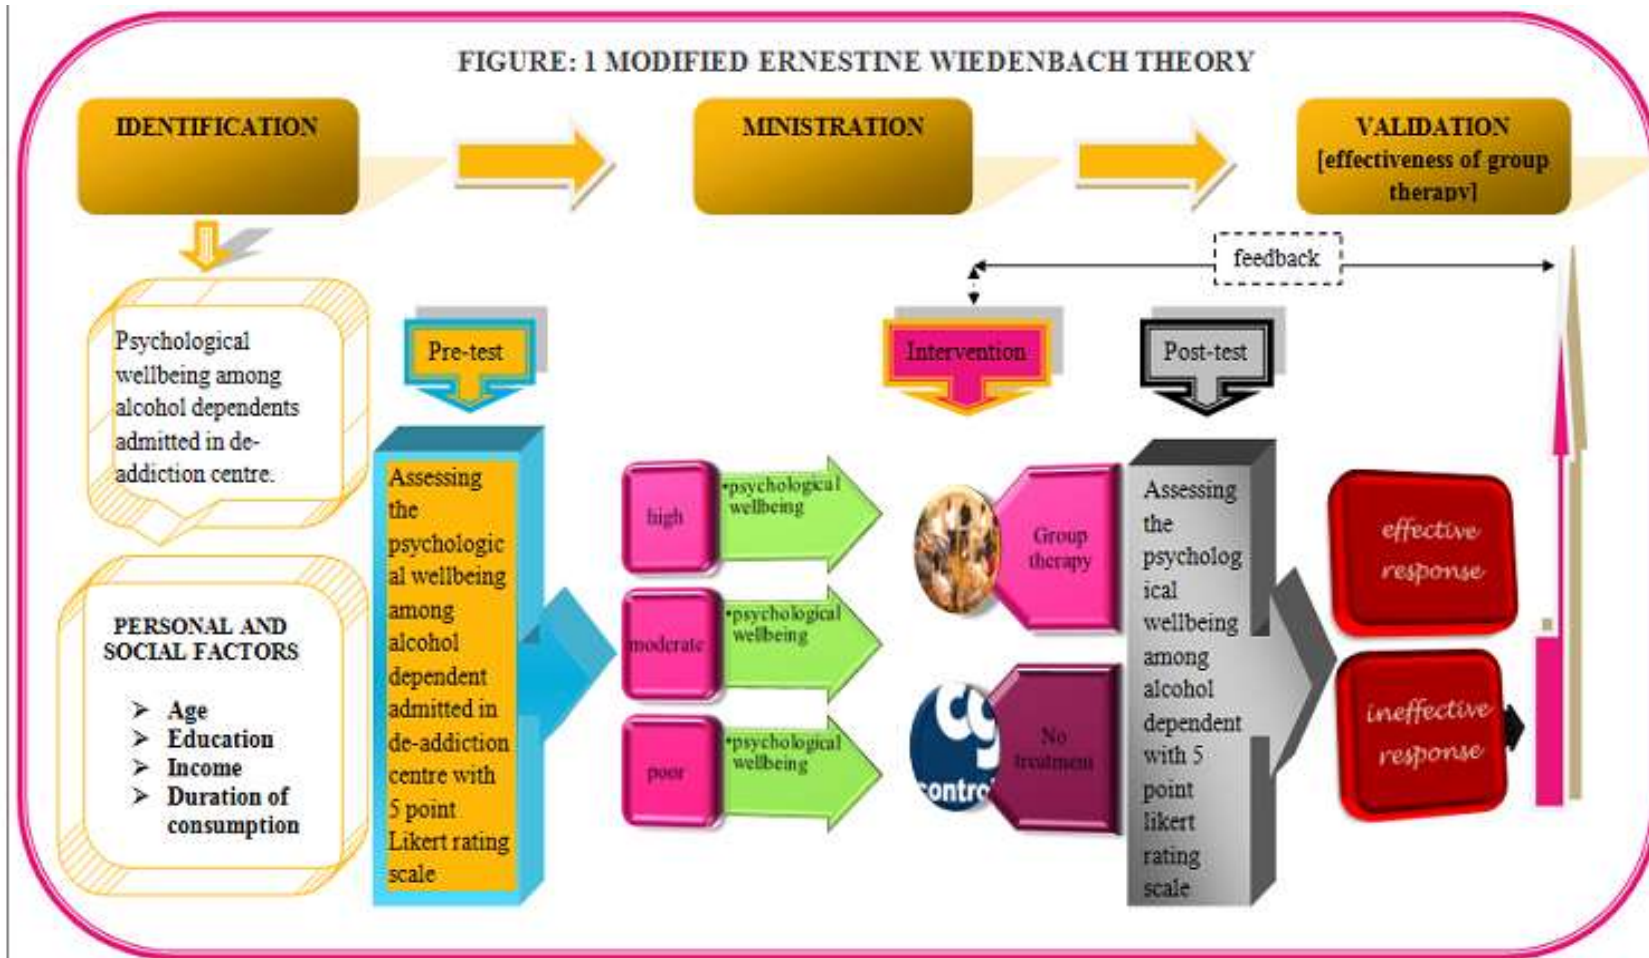 FIGURE: 1 MODIFIED ERNESTINE WIEDENBACH THEORY
IDENTIFICATION
MINISTRATION
VALIDATION
[effectiveness of group
therapy]
feedback
Psychological
wellbeing among
alcohol dependents
admitted in de-
addiction centre.
PERSONAL AND
SOCIAL FACTORS
➢ Age
➢ Education
➢ Income
➢ Duration of
consumption
Pre-test
Assessing
the
psychologic
al wellbeing
among
alcohol
dependent
admitted in
de-addiction
centre with
5 point
Likert rating
scale
high
•psychological
wellbeing
moderate
•psychological
wellbeing
poor
•psychological
wellbeing
Intervention
Group
therapy
cg
contro
No
treatment
Post-test
Assessing
the
psycholog
ical
wellbeing
among
alcohol
dependent
with 5
point
likert
rating
scale
effective
response
ineffective
response